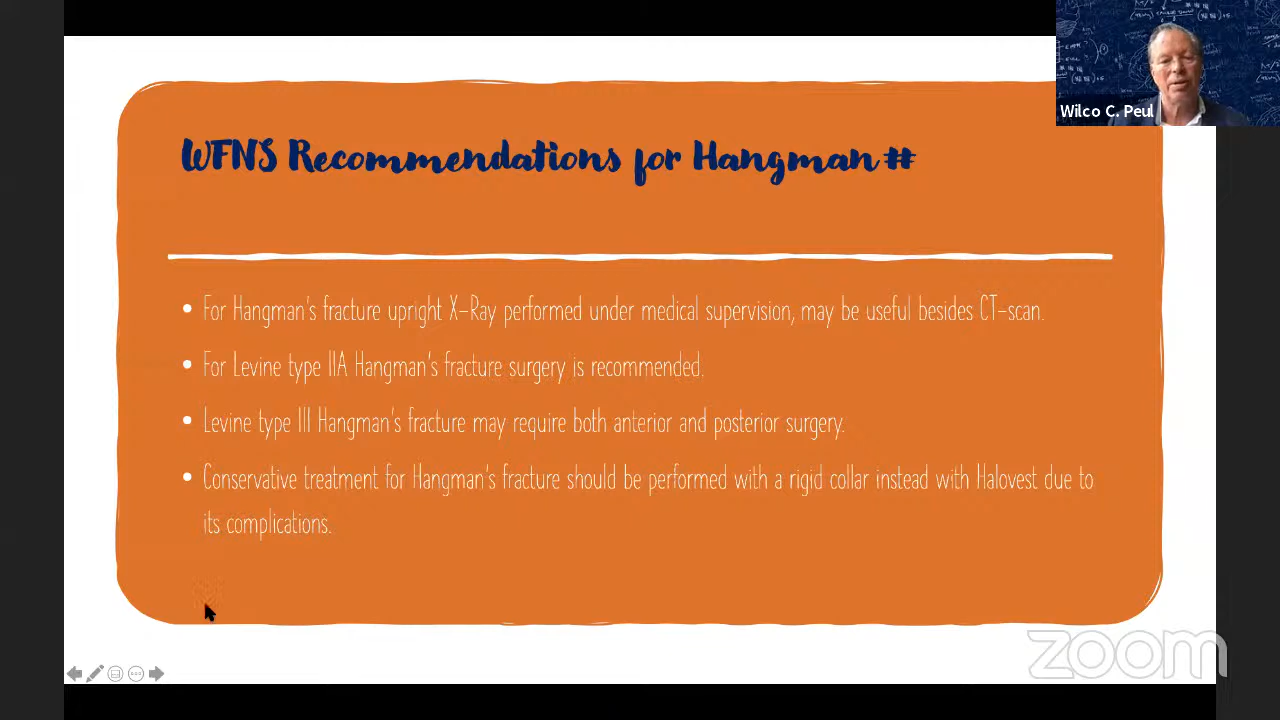 Wilco C. Peul
WFNS Recommendations for Hangman #
• For Hangman's fracture upright X-Ray performed under medical supervision, may be useful besides CT-scan.
• For Levine type IIA Hangman's fracture surgery is recommended.
• Levine type III Hangman's fracture may require both anterior and posterior surgery.
• Conservative treatment for Hangman's fracture should be performed with a rigid collar instead with Halovest due to
its complications.
zoom